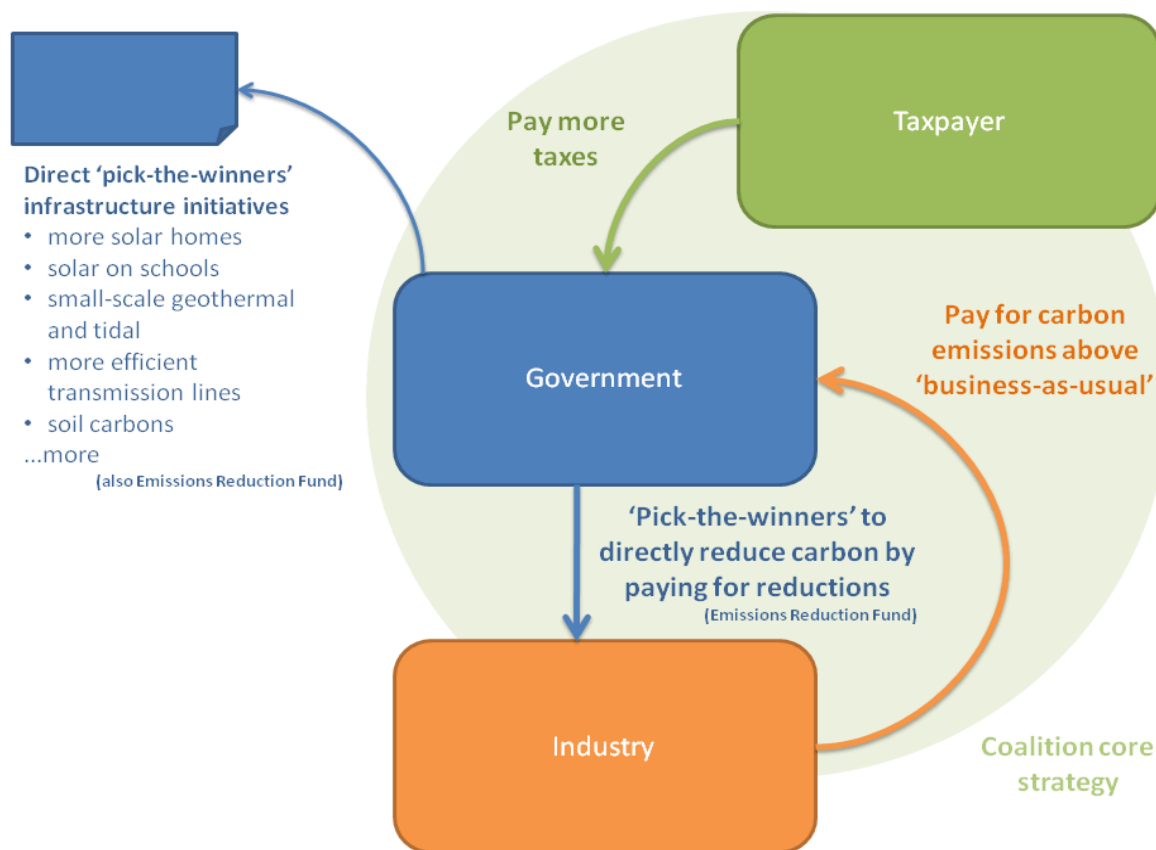 Taxpayer
Pay more
taxes
Direct ‘pick-the-winners’
infrastructure initiatives
• more solar homes
• solar on schools
• small-scale geothermal
and tidal
• more efficient
transmission lines
• soil carbons
...more
(also Emissions Reduction Fund)
Government
Pay for carbon
emissions above
‘business-as-usual’
‘Pick-the-winners’ to
directly reduce carbon by
paying for reductions
(Emissions Reduction Fund)
Industry
Coalition core
strategy